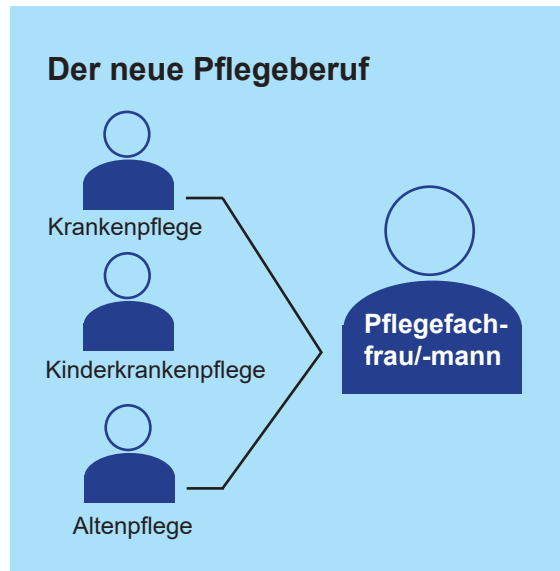 Der neue Pflegeberuf
Krankenpflege
Kinderkrankenpflege
Altenpflege
Pflegefach-
frau/-mann